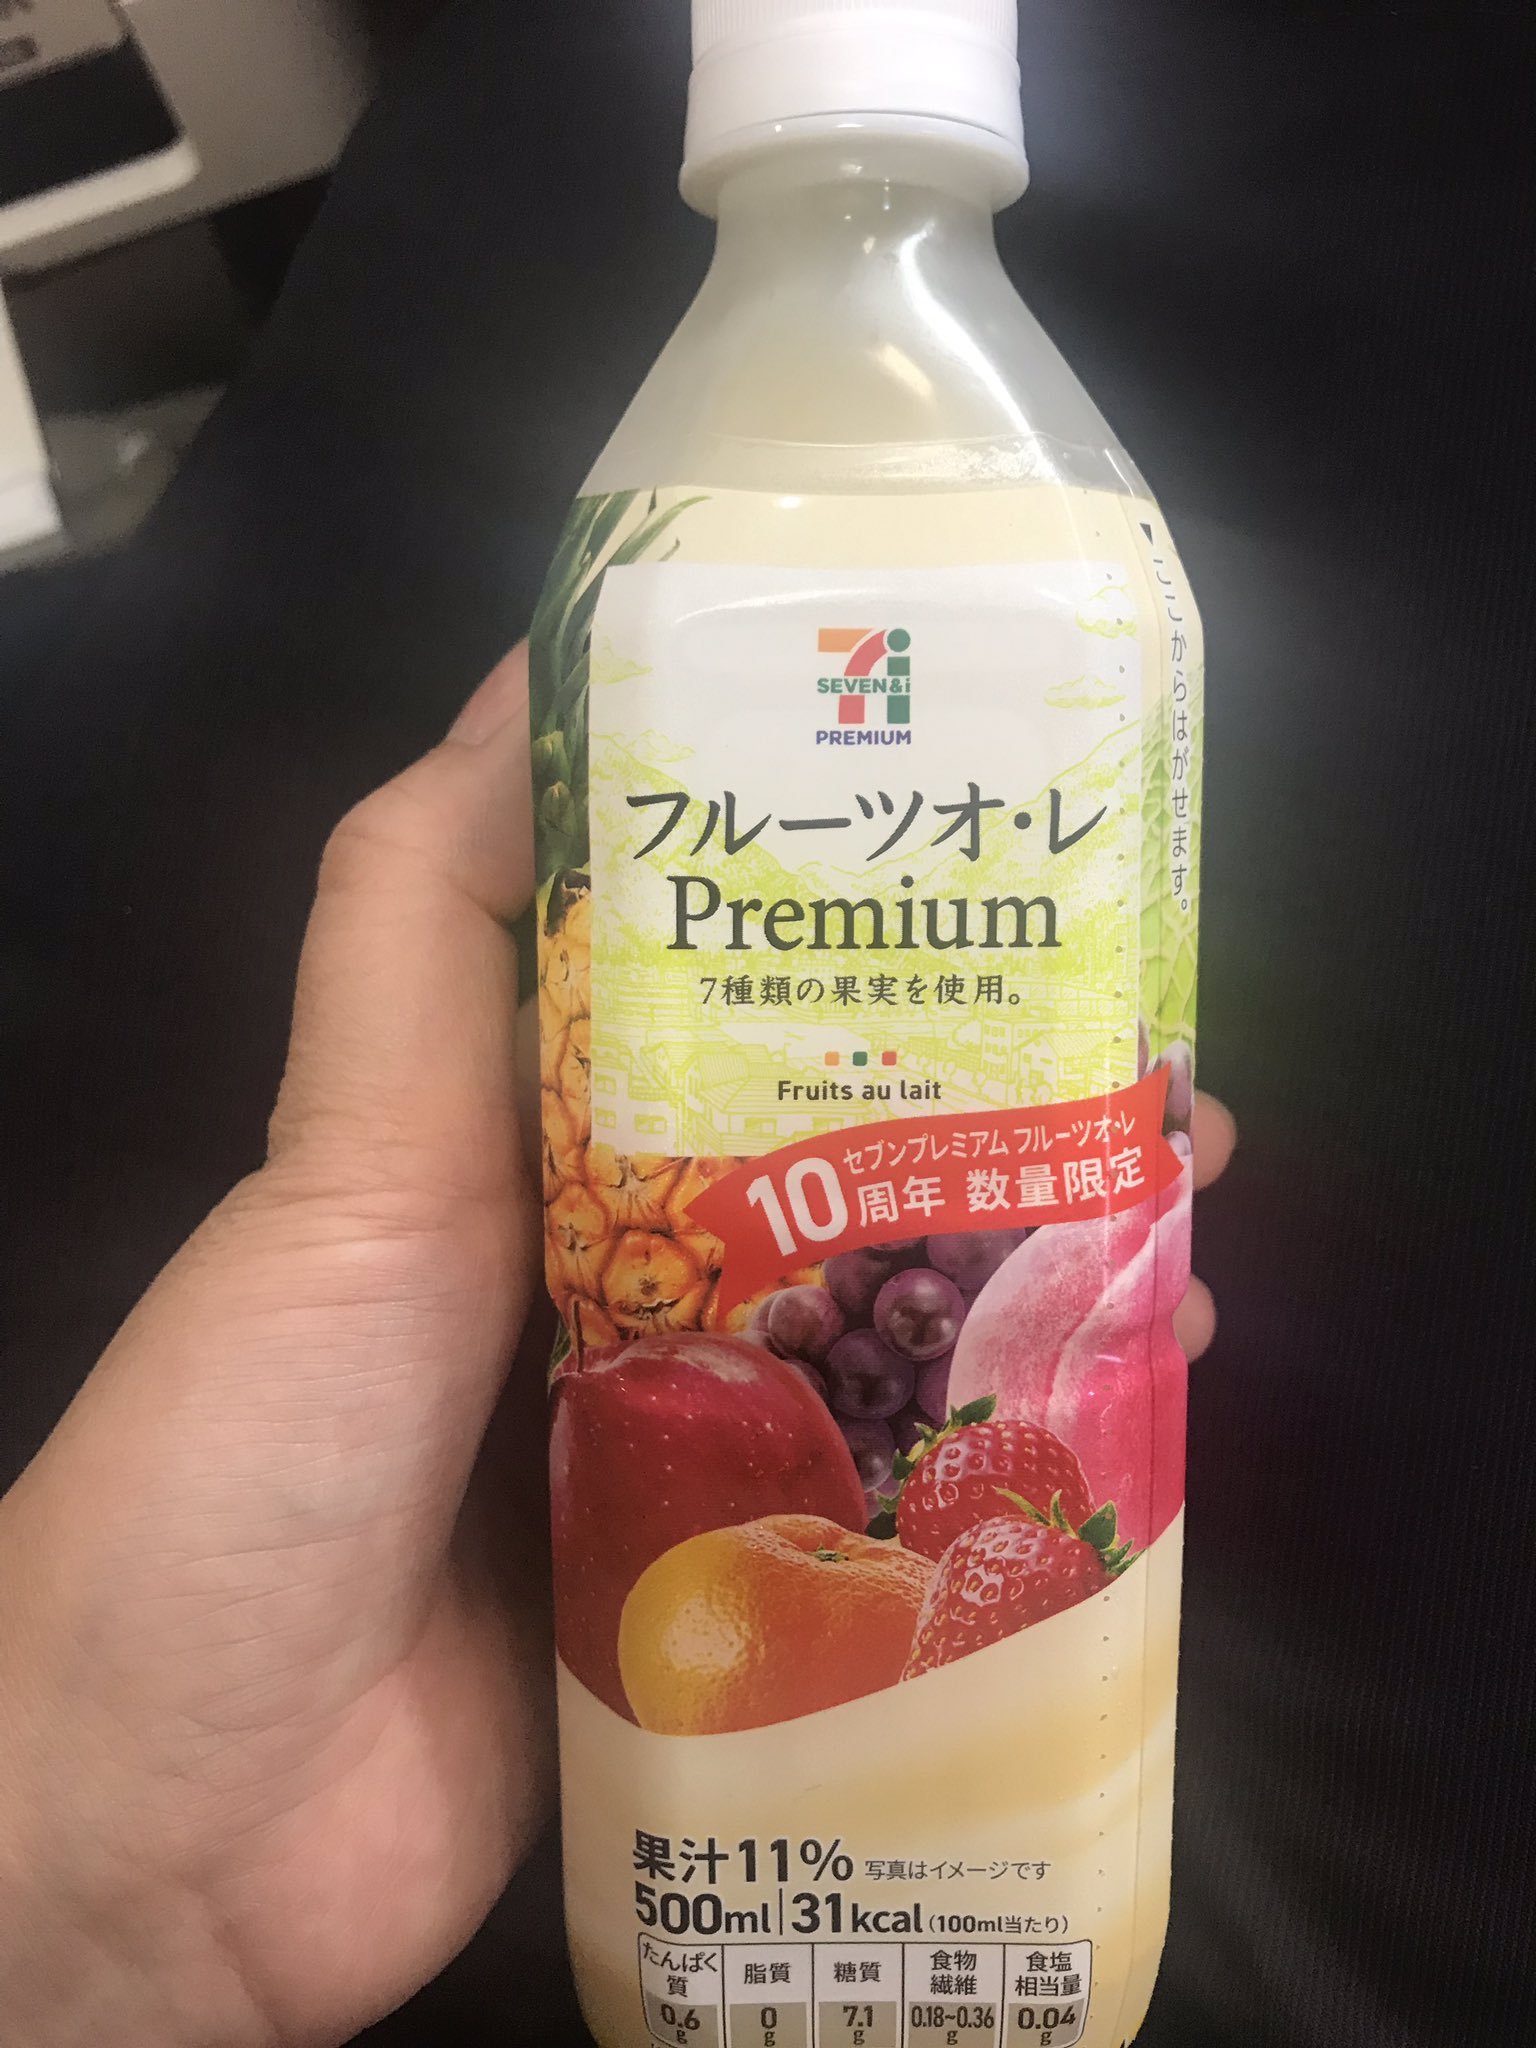 7i
SEVEN&i
PREMIUM
フルーツオ・レ
Premium
7種類の果実を使用。
Fruits au lait
セブンプレミアム フルーツオ・レ
10周年 数量限定
▼ここからはがせます。
果汁11% 写真はイメージです
500ml|31kcal(100ml当たり)
たんぱく質 脂質 糖質 食物繊維 食塩相当量
0.6g 0g 7.1g 0.18~0.36g 0.04g